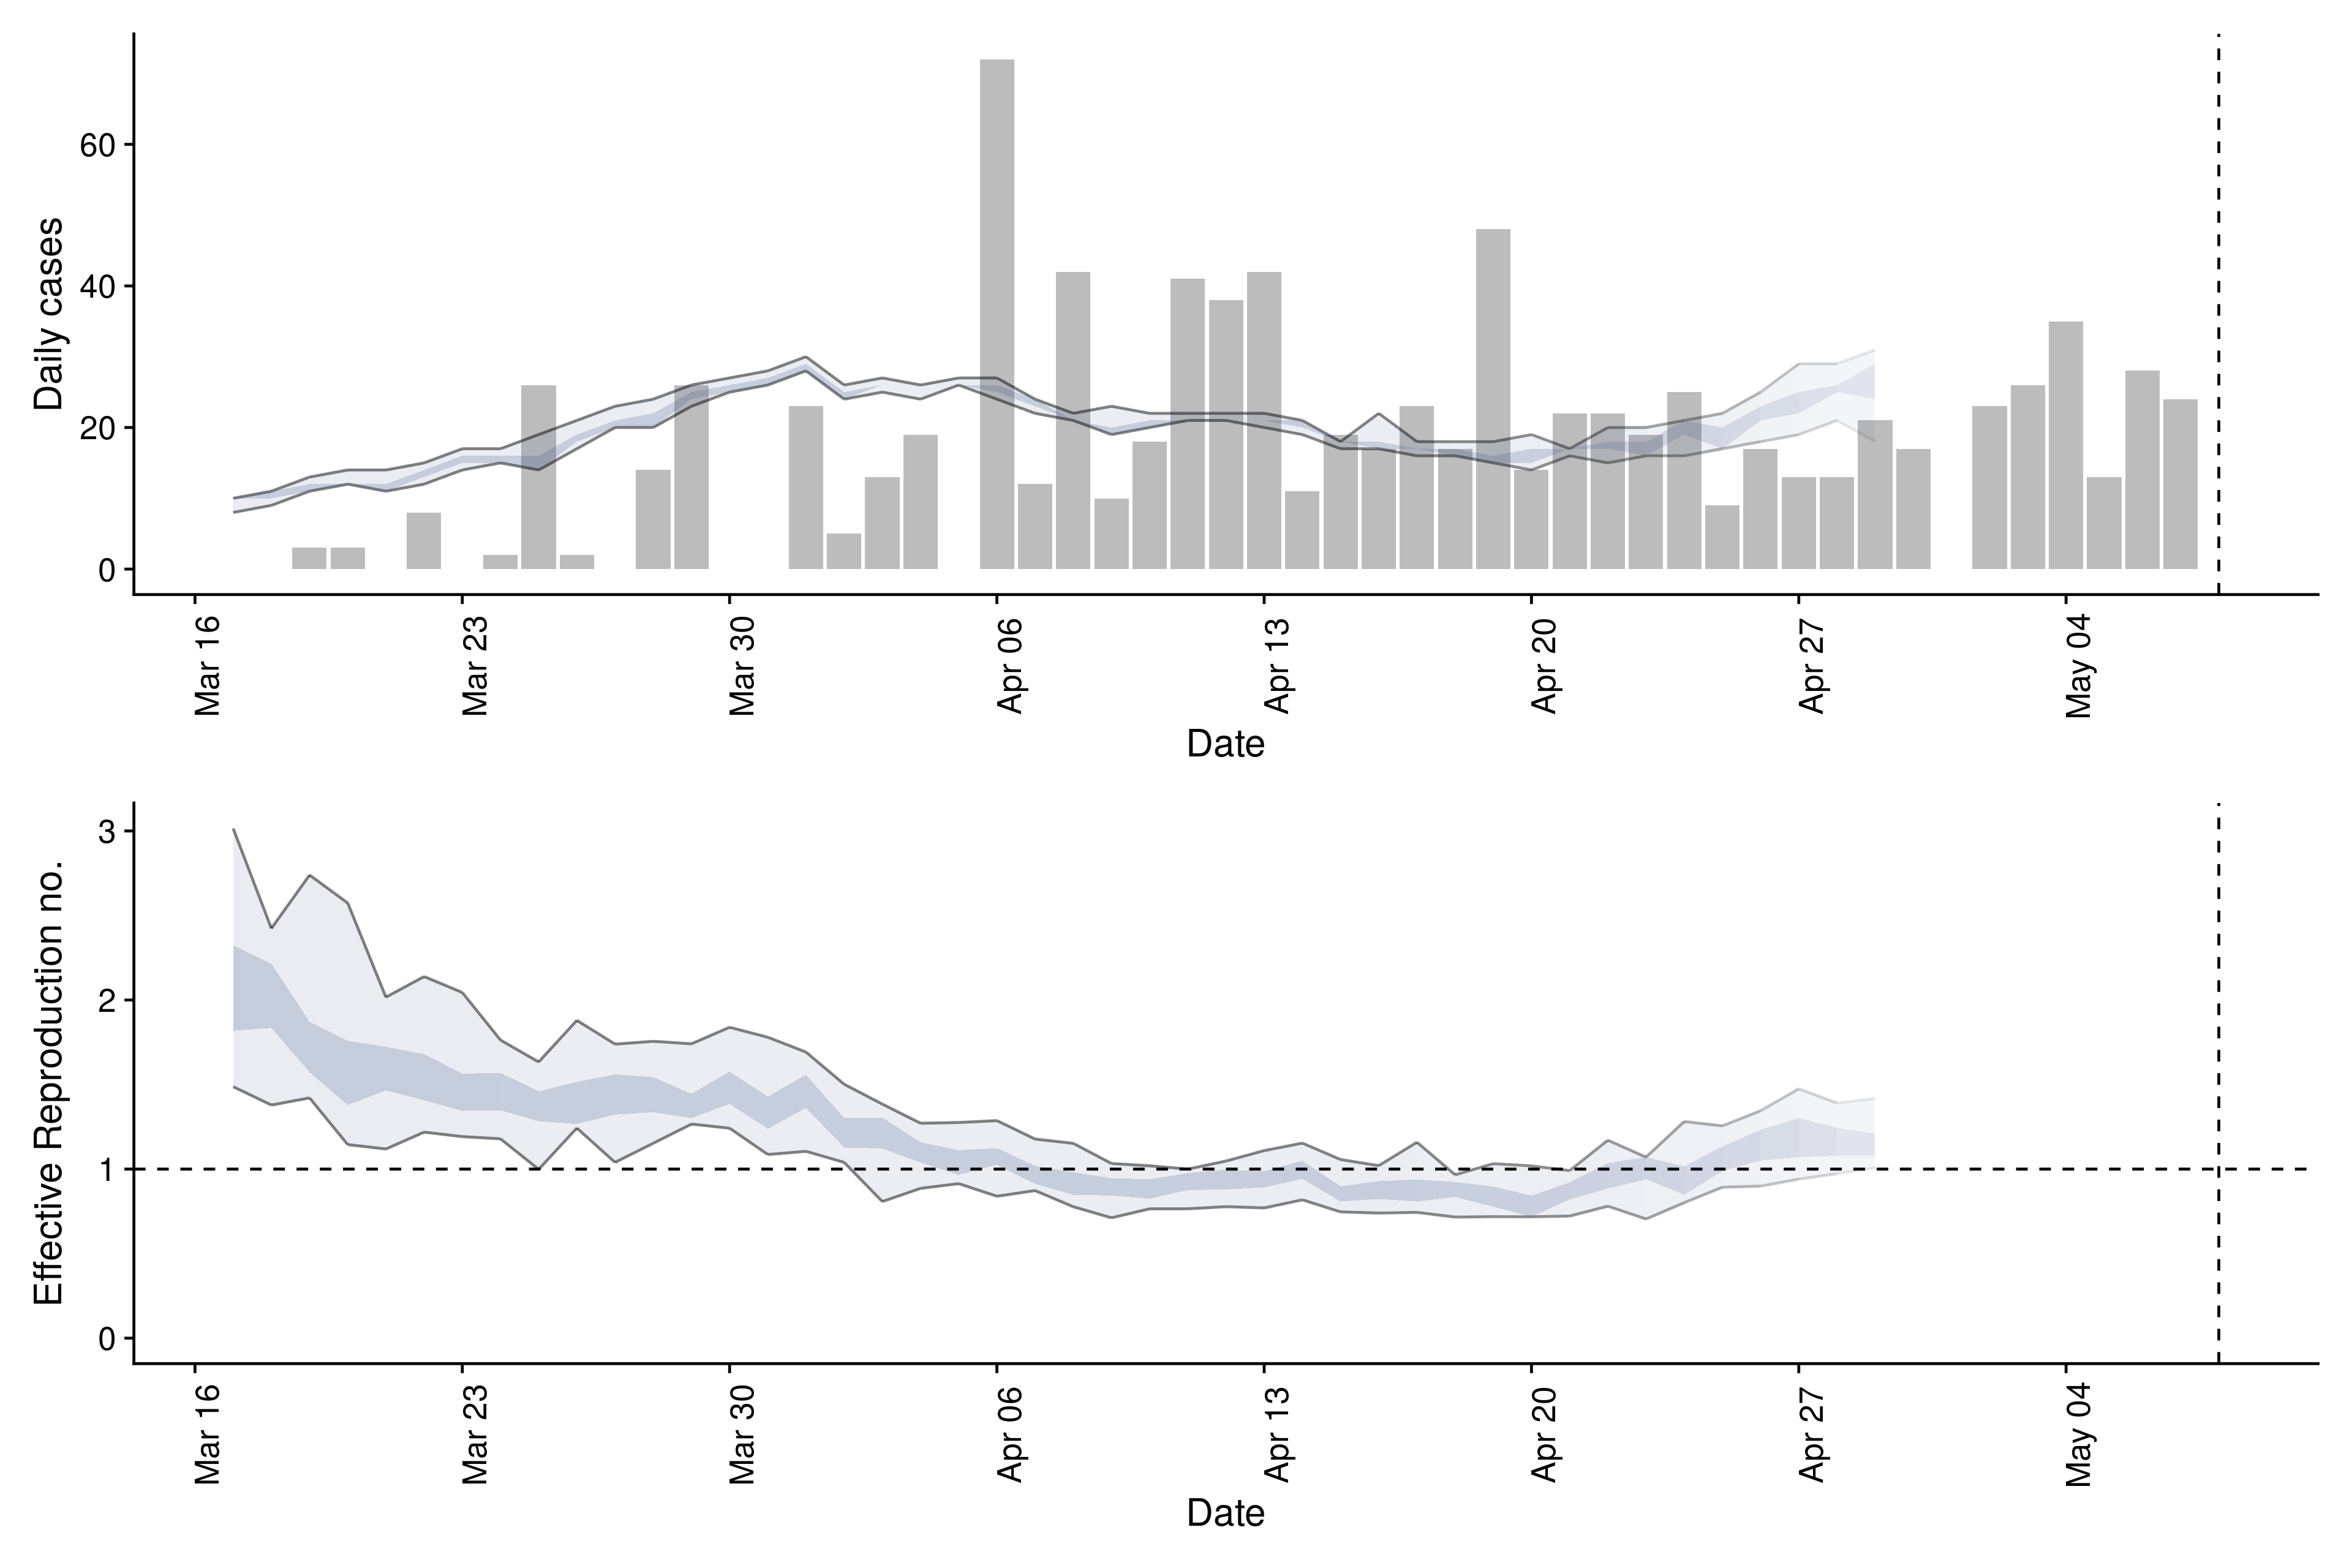 Daily cases
60
40
20
0
Mar 16
Mar 23
Mar 30
Apr 06
Apr 13
Apr 20
Apr 27
May 04
Date
Effective Reproduction no.
3
2
1
0
Mar 16
Mar 23
Mar 30
Apr 06
Apr 13
Apr 20
Apr 27
May 04
Date